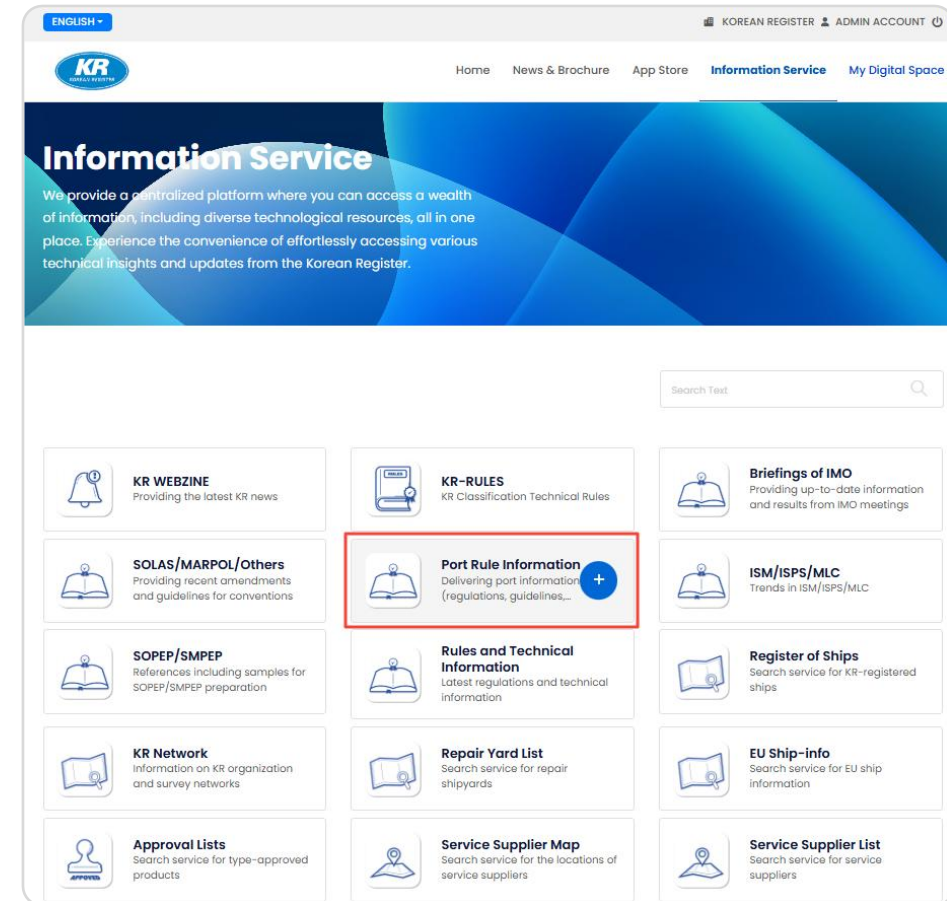 ENGLISH
KOREAN REGISTER ADMIN ACCOUNT
KR
KOREAN REGISTER
Home News & Brochure App Store Information Service My Digital Space
Information Service
We provide a centralized platform where you can access a wealth
of information, including diverse technological resources, all in one
place. Experience the convenience of effortlessly accessing various
technical insights and updates from the Korean Register.
Search Text
KR WEBZINE
Providing the latest KR news
RULES
KR-RULES
KR Classification Technical Rules
Briefings of IMO
Providing up-to-date information
and results from IMO meetings
SOLAS/MARPOL/Others
Providing recent amendments
and guidelines for conventions
Port Rule Information
Delivering port information
(regulations, guidelines,...
+
ISM/ISPS/MLC
Trends in ISM/ISPS/MLC
SOPEP/SMPEP
References including samples for
SOPEP/SMPEP preparation
Rules and Technical
Information
Latest regulations and technical
information
Register of Ships
Search service for KR-registered
ships
KR Network
Information on KR organization
and survey networks
Repair Yard List
Search service for repair
shipyards
EU Ship-info
Search service for EU ship
information
APPROVED
Approval Lists
Search service for type-approved
products
Service Supplier Map
Search service for the locations of
service suppliers
Service Supplier List
Search service for service
suppliers